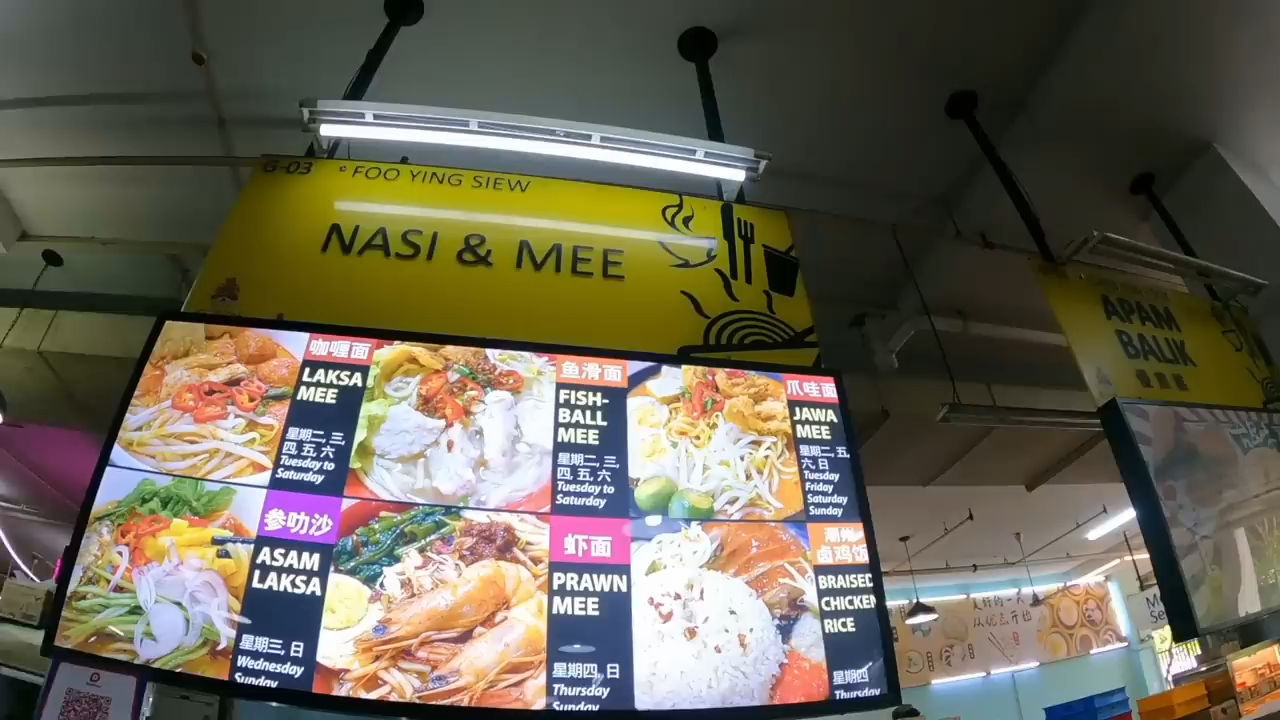 G-03
FOO YING SIEW
NASI & MEE
咖喱面
LAKSA
MEE
星期二, 三,
四, 五, 六
Tuesday to
Saturday
鱼滑面
FISH-
BALL
MEE
星期二, 三,
四, 五, 六
Tuesday to
Saturday
爪哇面
JAWA
MEE
星期二, 五,
六, 日
Tuesday
Friday
Saturday
Sunday
参叻沙
ASAM
LAKSA
星期三, 日
Wednesday
Sunday
虾面
PRAWN
MEE
星期四, 日
Thursday
Sunday
潮州
卤鸡饭
BRAISED
CHICKEN
RICE
星期四
Thursday
APAM
BALIK